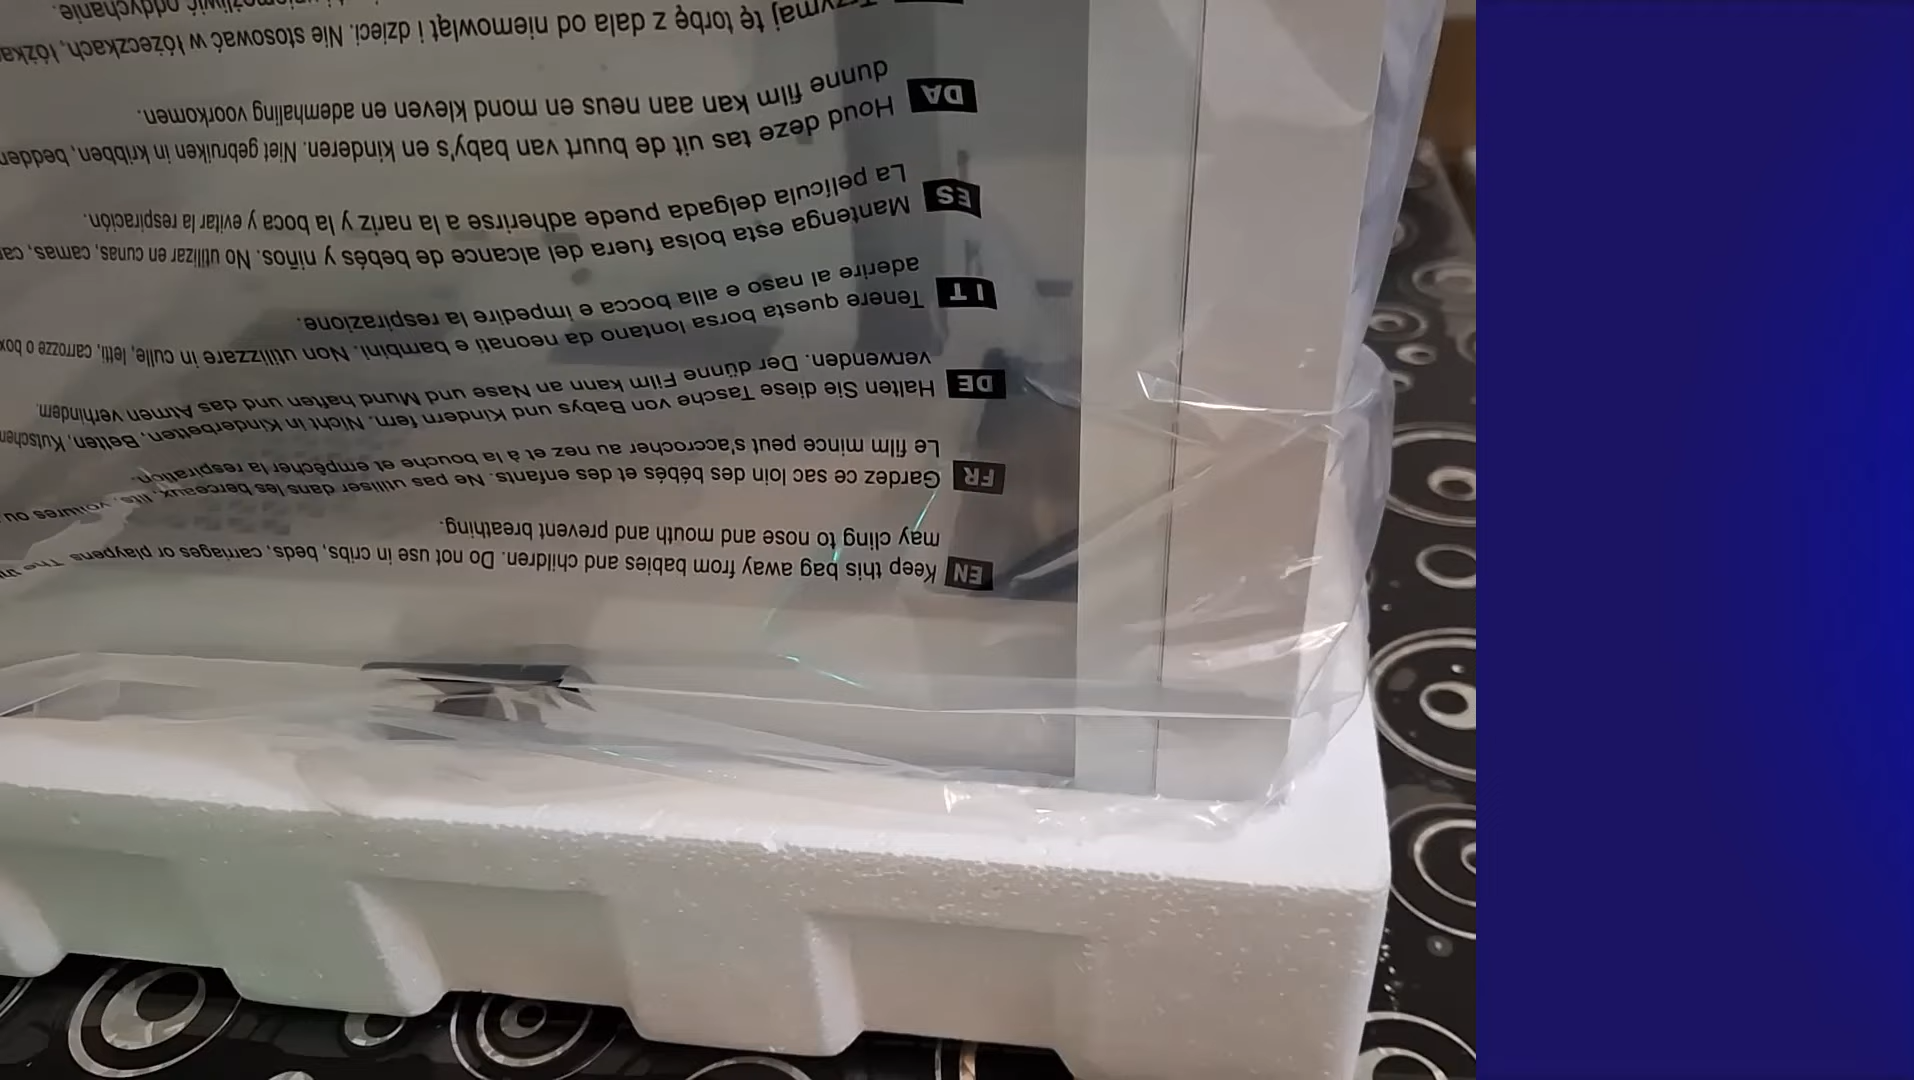 EN Keep this bag away from babies and children. Do not use in cribs, beds, carriages or playpens. The
may cling to nose and mouth and prevent breathing.
FR Gardez ce sac loin des bébés et des enfants. Ne pas utiliser dans les berceaux, lits, voitures ou
Le film mince peut s'accrocher au nez et à la bouche et empêcher la respiration.
DE Halten Sie diese Tasche von Babys und Kindern fern. Nicht in Kinderbetten, Betten, Kutschen
verwenden. Der dünne Film kann an Nase und Mund haften und das Atmen verhindern.
IT Tenere questa borsa lontano da neonati e bambini. Non utilizzare in culle, letti, carrozze o box
aderire al naso e alla bocca e impedire la respirazione.
ES Mantenga esta bolsa fuera del alcance de bebés y niños. No utilizar en cunas, camas,
La película delgada puede adherirse a la nariz y la boca y evitar la respiración.
DA Houd deze tas uit de buurt van baby's en kinderen. Niet gebruiken in kribben, bedden
dunne film kan aan neus en mond kleven en ademhaling voorkomen.
Trzymaj tę torbę z dala od niemowląt i dzieci. Nie stosować w łóżeczkach,
uniemożliwić oddychanie.